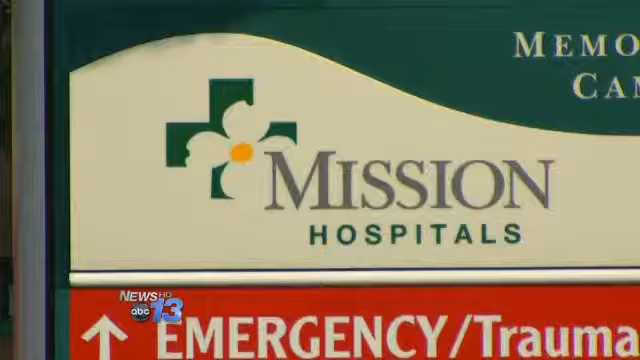 MEMO
CAM
MISSION
HOSPITALS
NEWS HD
abc 13
EMERGENCY/Trauma